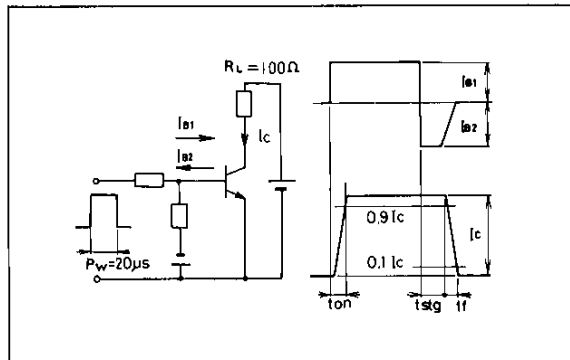 RL=100Ω
IB1
IB2
IC
PW=20μS
IB1
IB2
0,9 IC
IC
0,1 IC
ton
tstg
tf